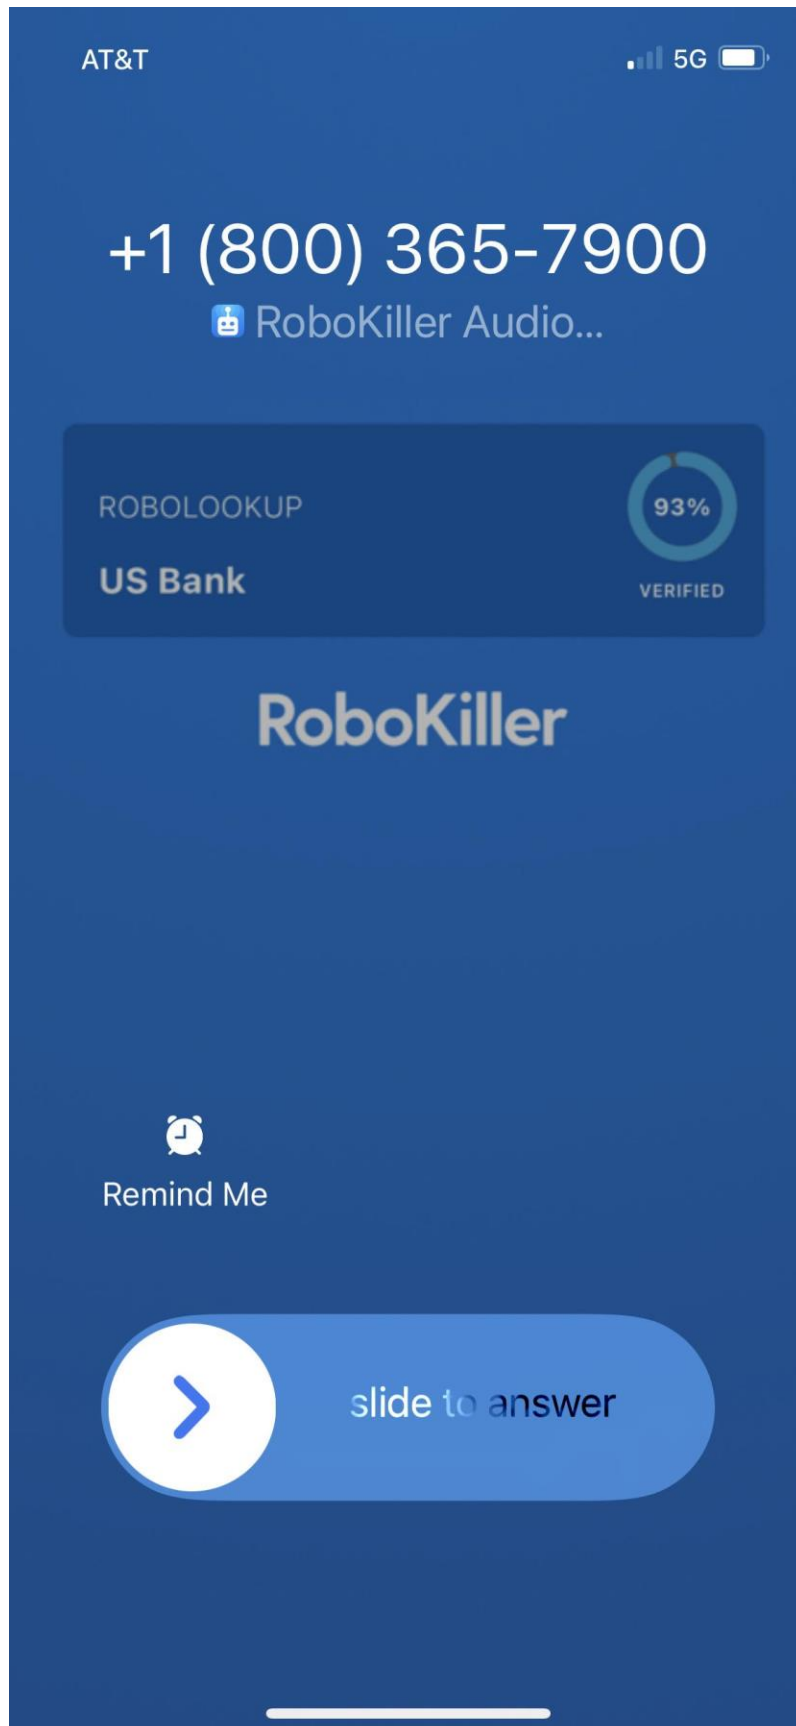 AT&T
5G
+1 (800) 365-7900
RoboKiller Audio...
ROBOLOOKUP
93%
US Bank
VERIFIED
RoboKiller
Remind Me
slide to answer